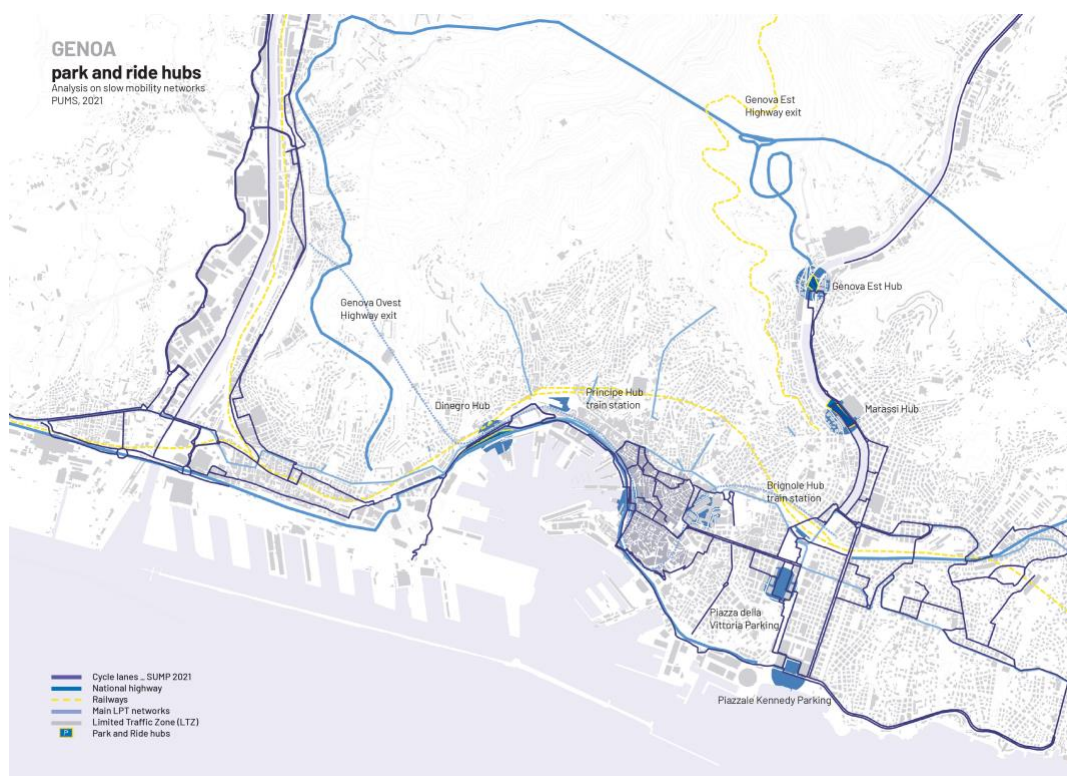 GENOA
park and ride hubs
Analysis on slow mobility networks
PUMS, 2021
Genova Est
Highway exit
Genova Est Hub
Genova Ovest
Highway exit
Dinegro Hub
Principe Hub
train station
Marassi Hub
Brignole Hub
train station
Piazza della
Vittoria Parking
Piazzale Kennedy Parking
Cycle lanes _ SUMP 2021
National highway
Railways
Main LPT networks
Limited Traffic Zone (LTZ)
P
Park and Ride hubs